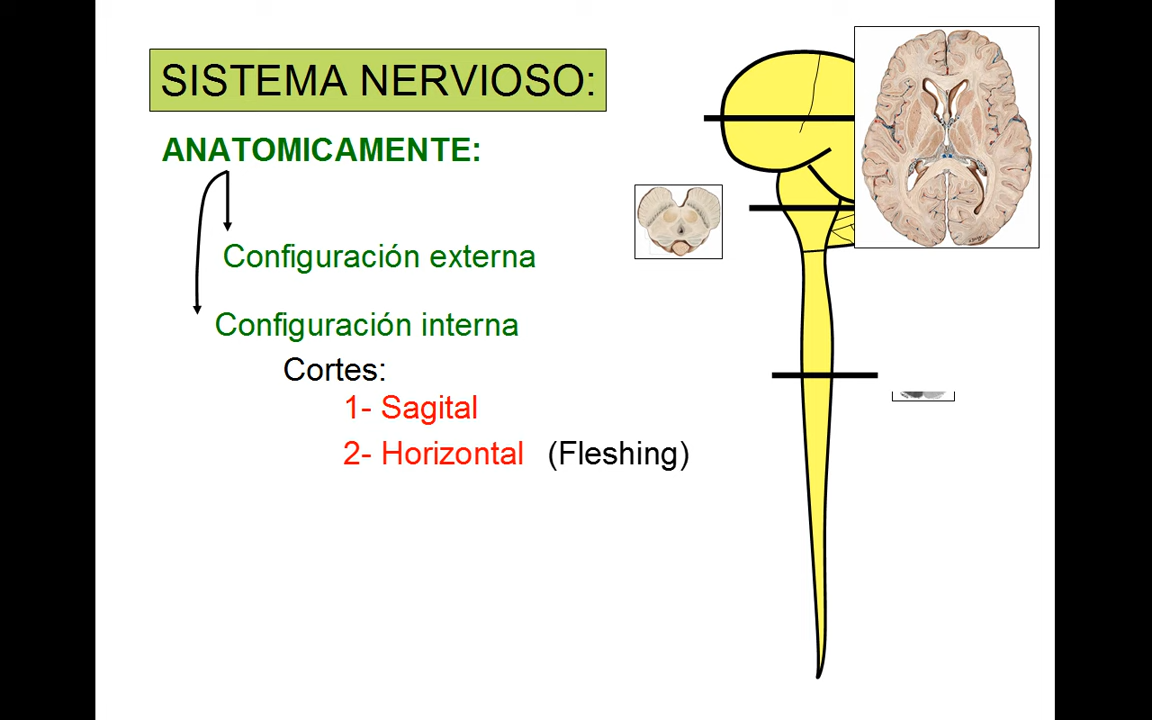 SISTEMA NERVIOSO:
ANATOMICAMENTE:
Configuración externa
Configuración interna
Cortes:
1- Sagital
2- Horizontal (Fleshing)